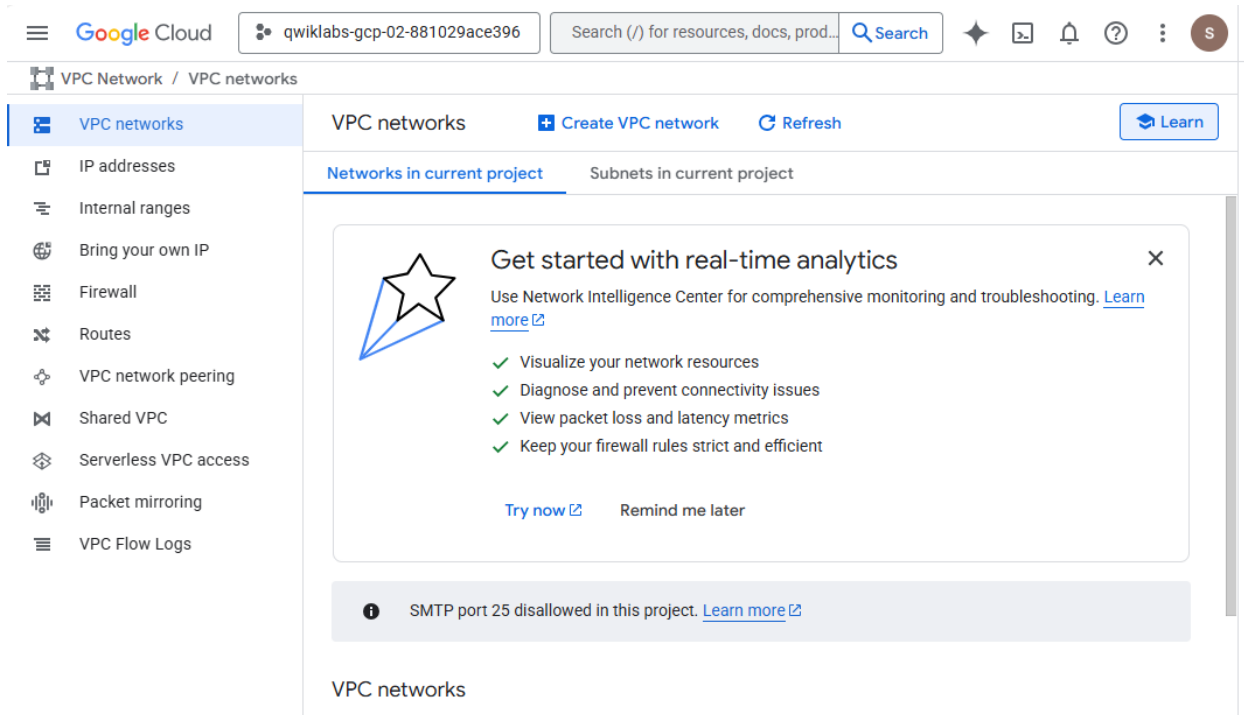 Google Cloud
qwiklabs-gcp-02-881029ace396
Search (/) for resources, docs, prod...
Search
S
VPC Network / VPC networks
VPC networks
IP addresses
Internal ranges
Bring your own IP
Firewall
Routes
VPC network peering
Shared VPC
Serverless VPC access
Packet mirroring
VPC Flow Logs
VPC networks
Create VPC network
Refresh
Learn
Networks in current project
Subnets in current project
Get started with real-time analytics
Use Network Intelligence Center for comprehensive monitoring and troubleshooting. Learn
more
Visualize your network resources
Diagnose and prevent connectivity issues
View packet loss and latency metrics
Keep your firewall rules strict and efficient
Try now
Remind me later
SMTP port 25 disallowed in this project. Learn more
VPC networks